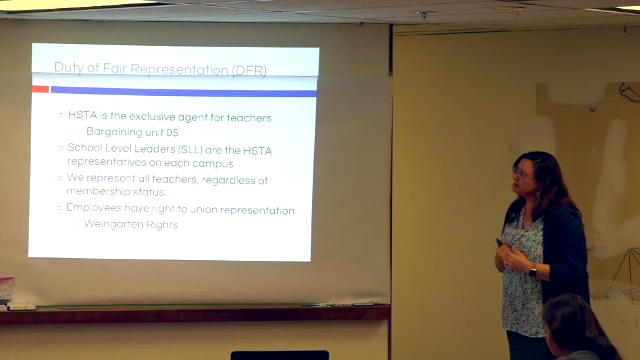 Duty of Fair Representation (DFR)
HSTA is the exclusive agent for teachers
Bargaining unit 05
School Level Leaders (SLL) are the HSTA
representatives on each campus
We represent all teachers, regardless of
membership status.
Employees have right to union representation
Weingarten Rights